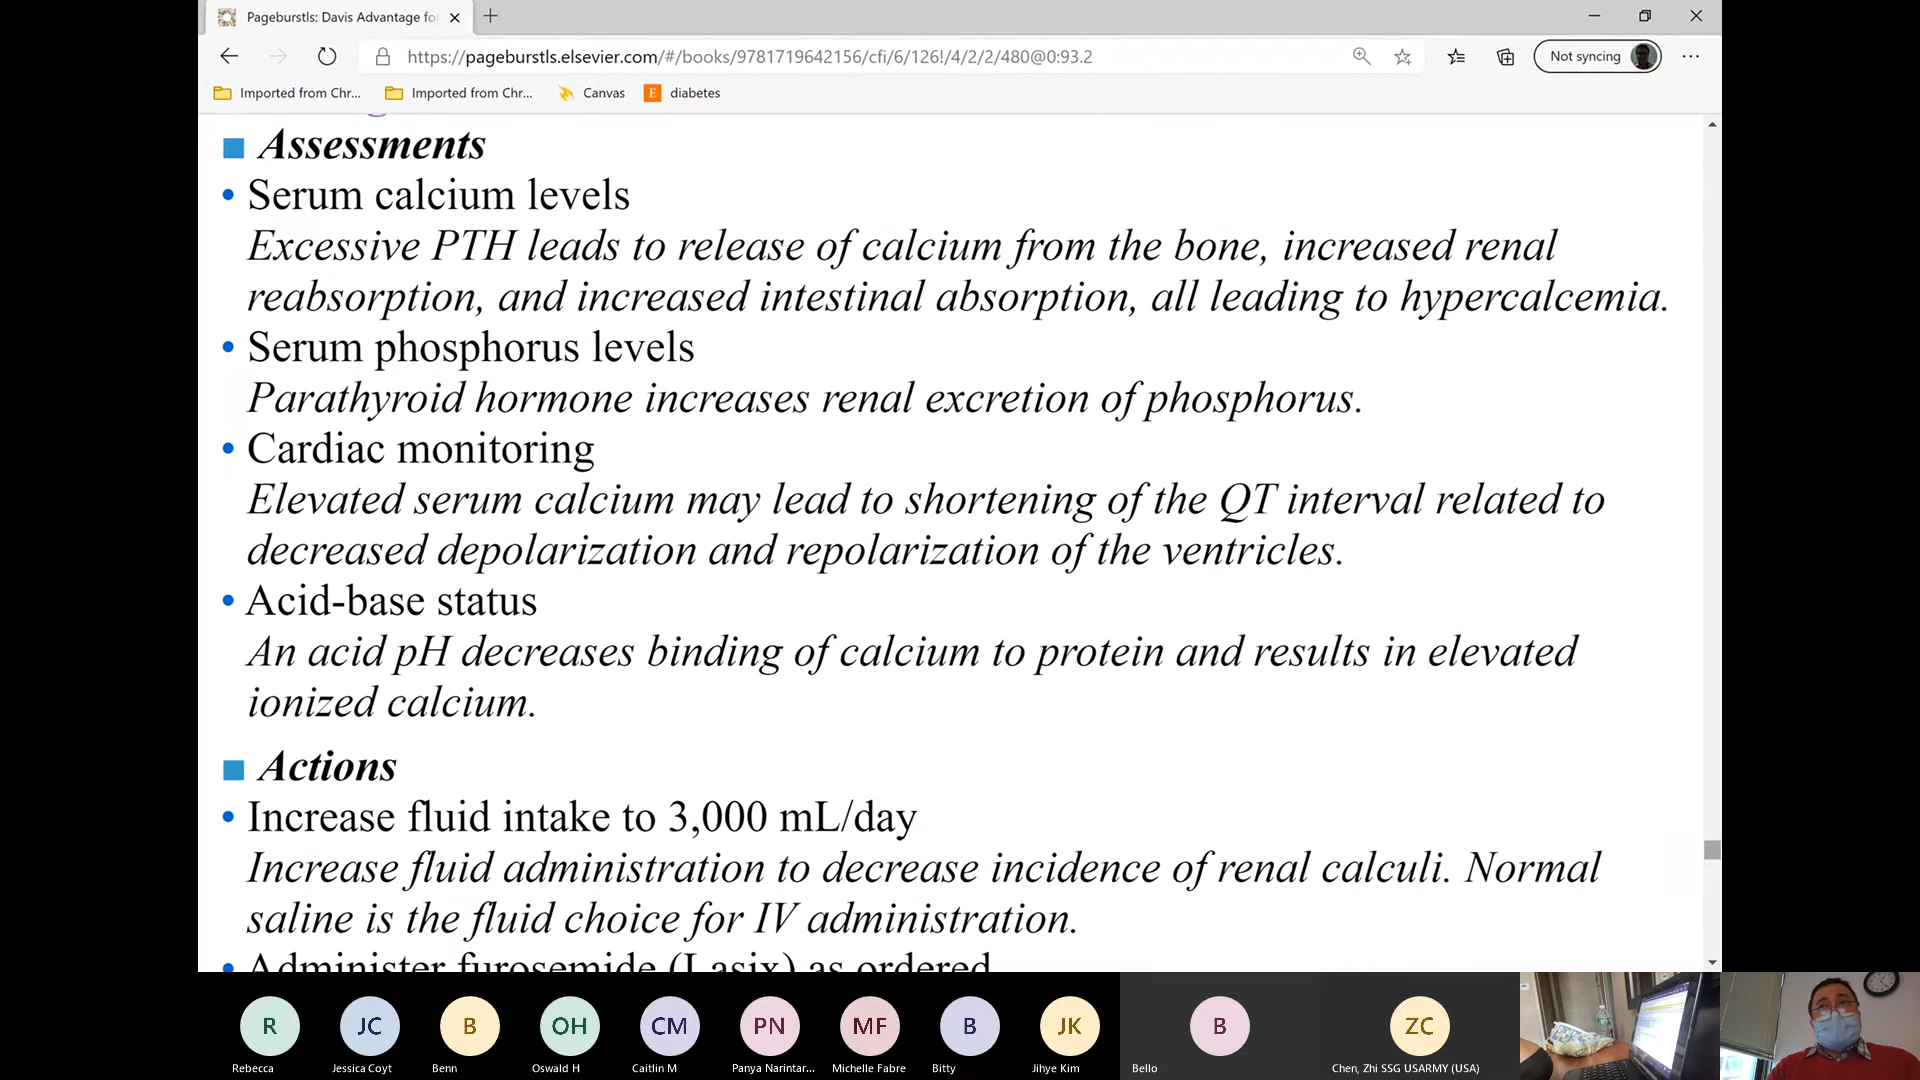 Pageburstls: Davis Advantage fo
https://pageburstls.elsevier.com/#/books/9781719642156/cfi/6/126!/4/2/2/480@0:93.2
Not syncing
Imported from Chr...
Imported from Chr...
Canvas
E
diabetes
Assessments
• Serum calcium levels
Excessive PTH leads to release of calcium from the bone, increased renal
reabsorption, and increased intestinal absorption, all leading to hypercalcemia.
• Serum phosphorus levels
Parathyroid hormone increases renal excretion of phosphorus.
• Cardiac monitoring
Elevated serum calcium may lead to shortening of the QT interval related to
decreased depolarization and repolarization of the ventricles.
• Acid-base status
An acid pH decreases binding of calcium to protein and results in elevated
ionized calcium.
Actions
• Increase fluid intake to 3,000 mL/day
Increase fluid administration to decrease incidence of renal calculi. Normal
saline is the fluid choice for IV administration.
• Administer furosemide (Lasix) as ordered
R
JC
B
OH
CM
PN
MF
B
JK
B
ZC
Rebecca
Jessica Coyt
Benn
Oswald H
Caitlin M
Panya Narintar...
Michelle Fabre
Bitty
Jihye Kim
Bello
Chen, Zhi SSG USARMY (USA)